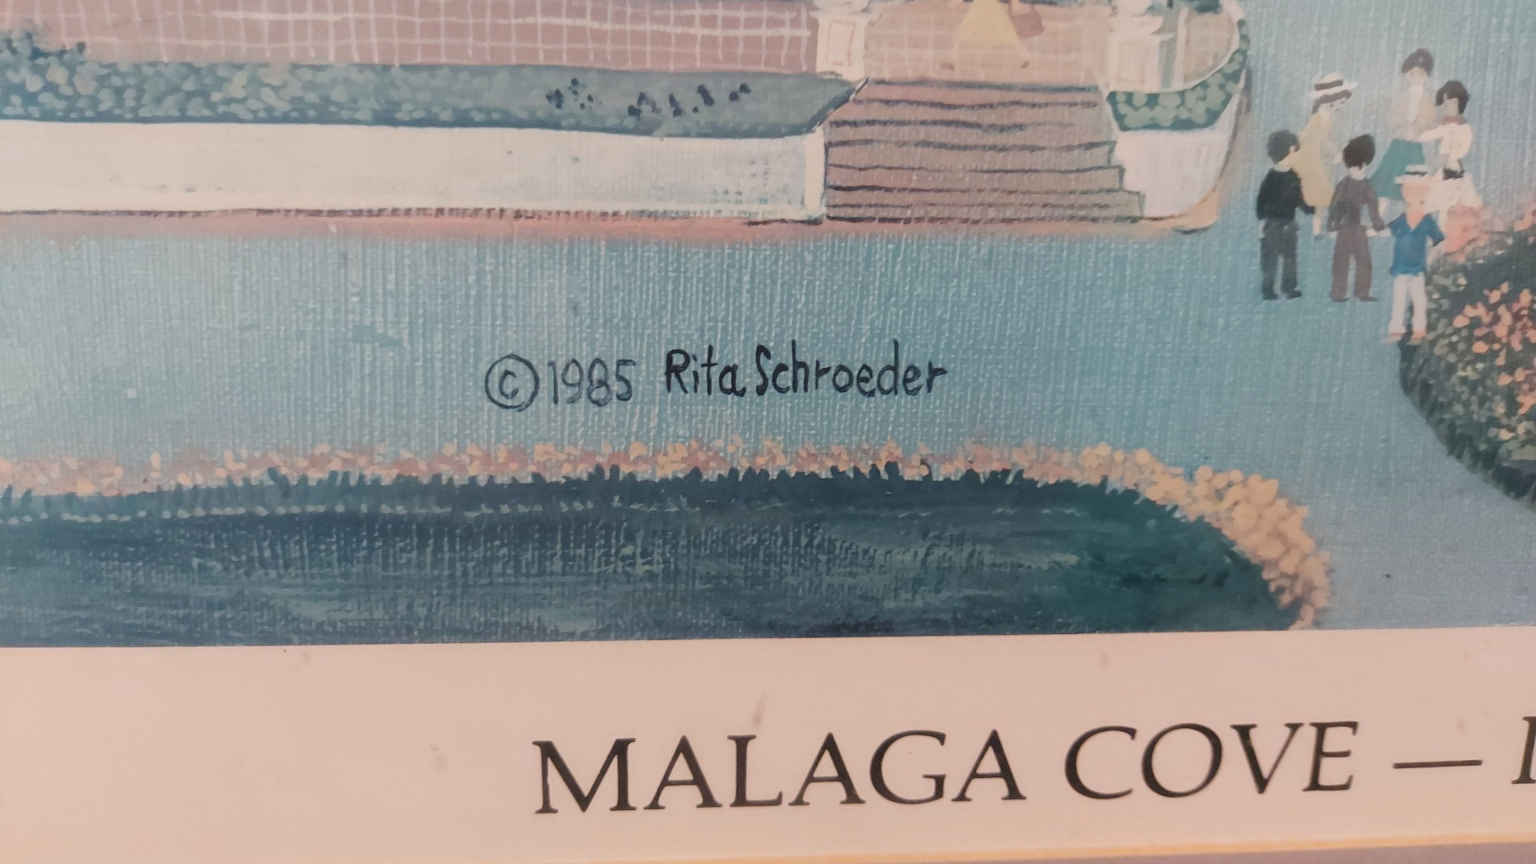 ©1985 Rita Schroeder
MALAGA COVE —